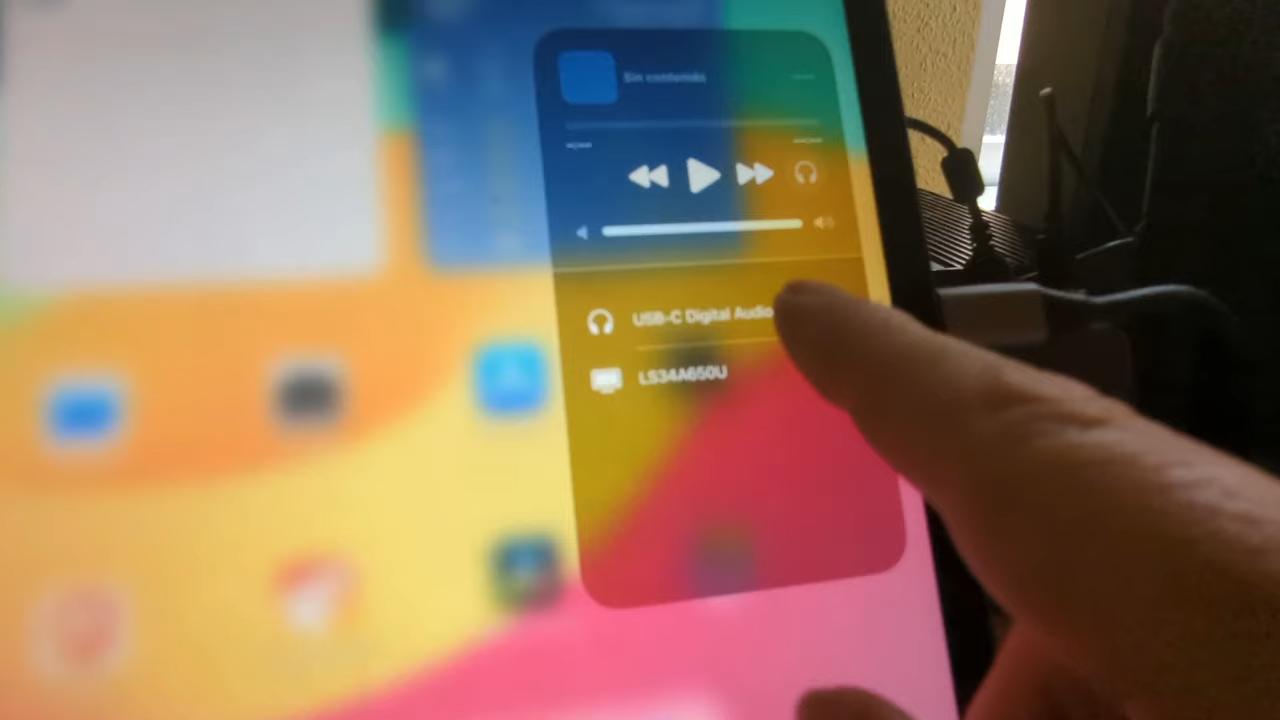 Sin contenido
--:--
--:--
USB-C Digital Audio
LS34A650U